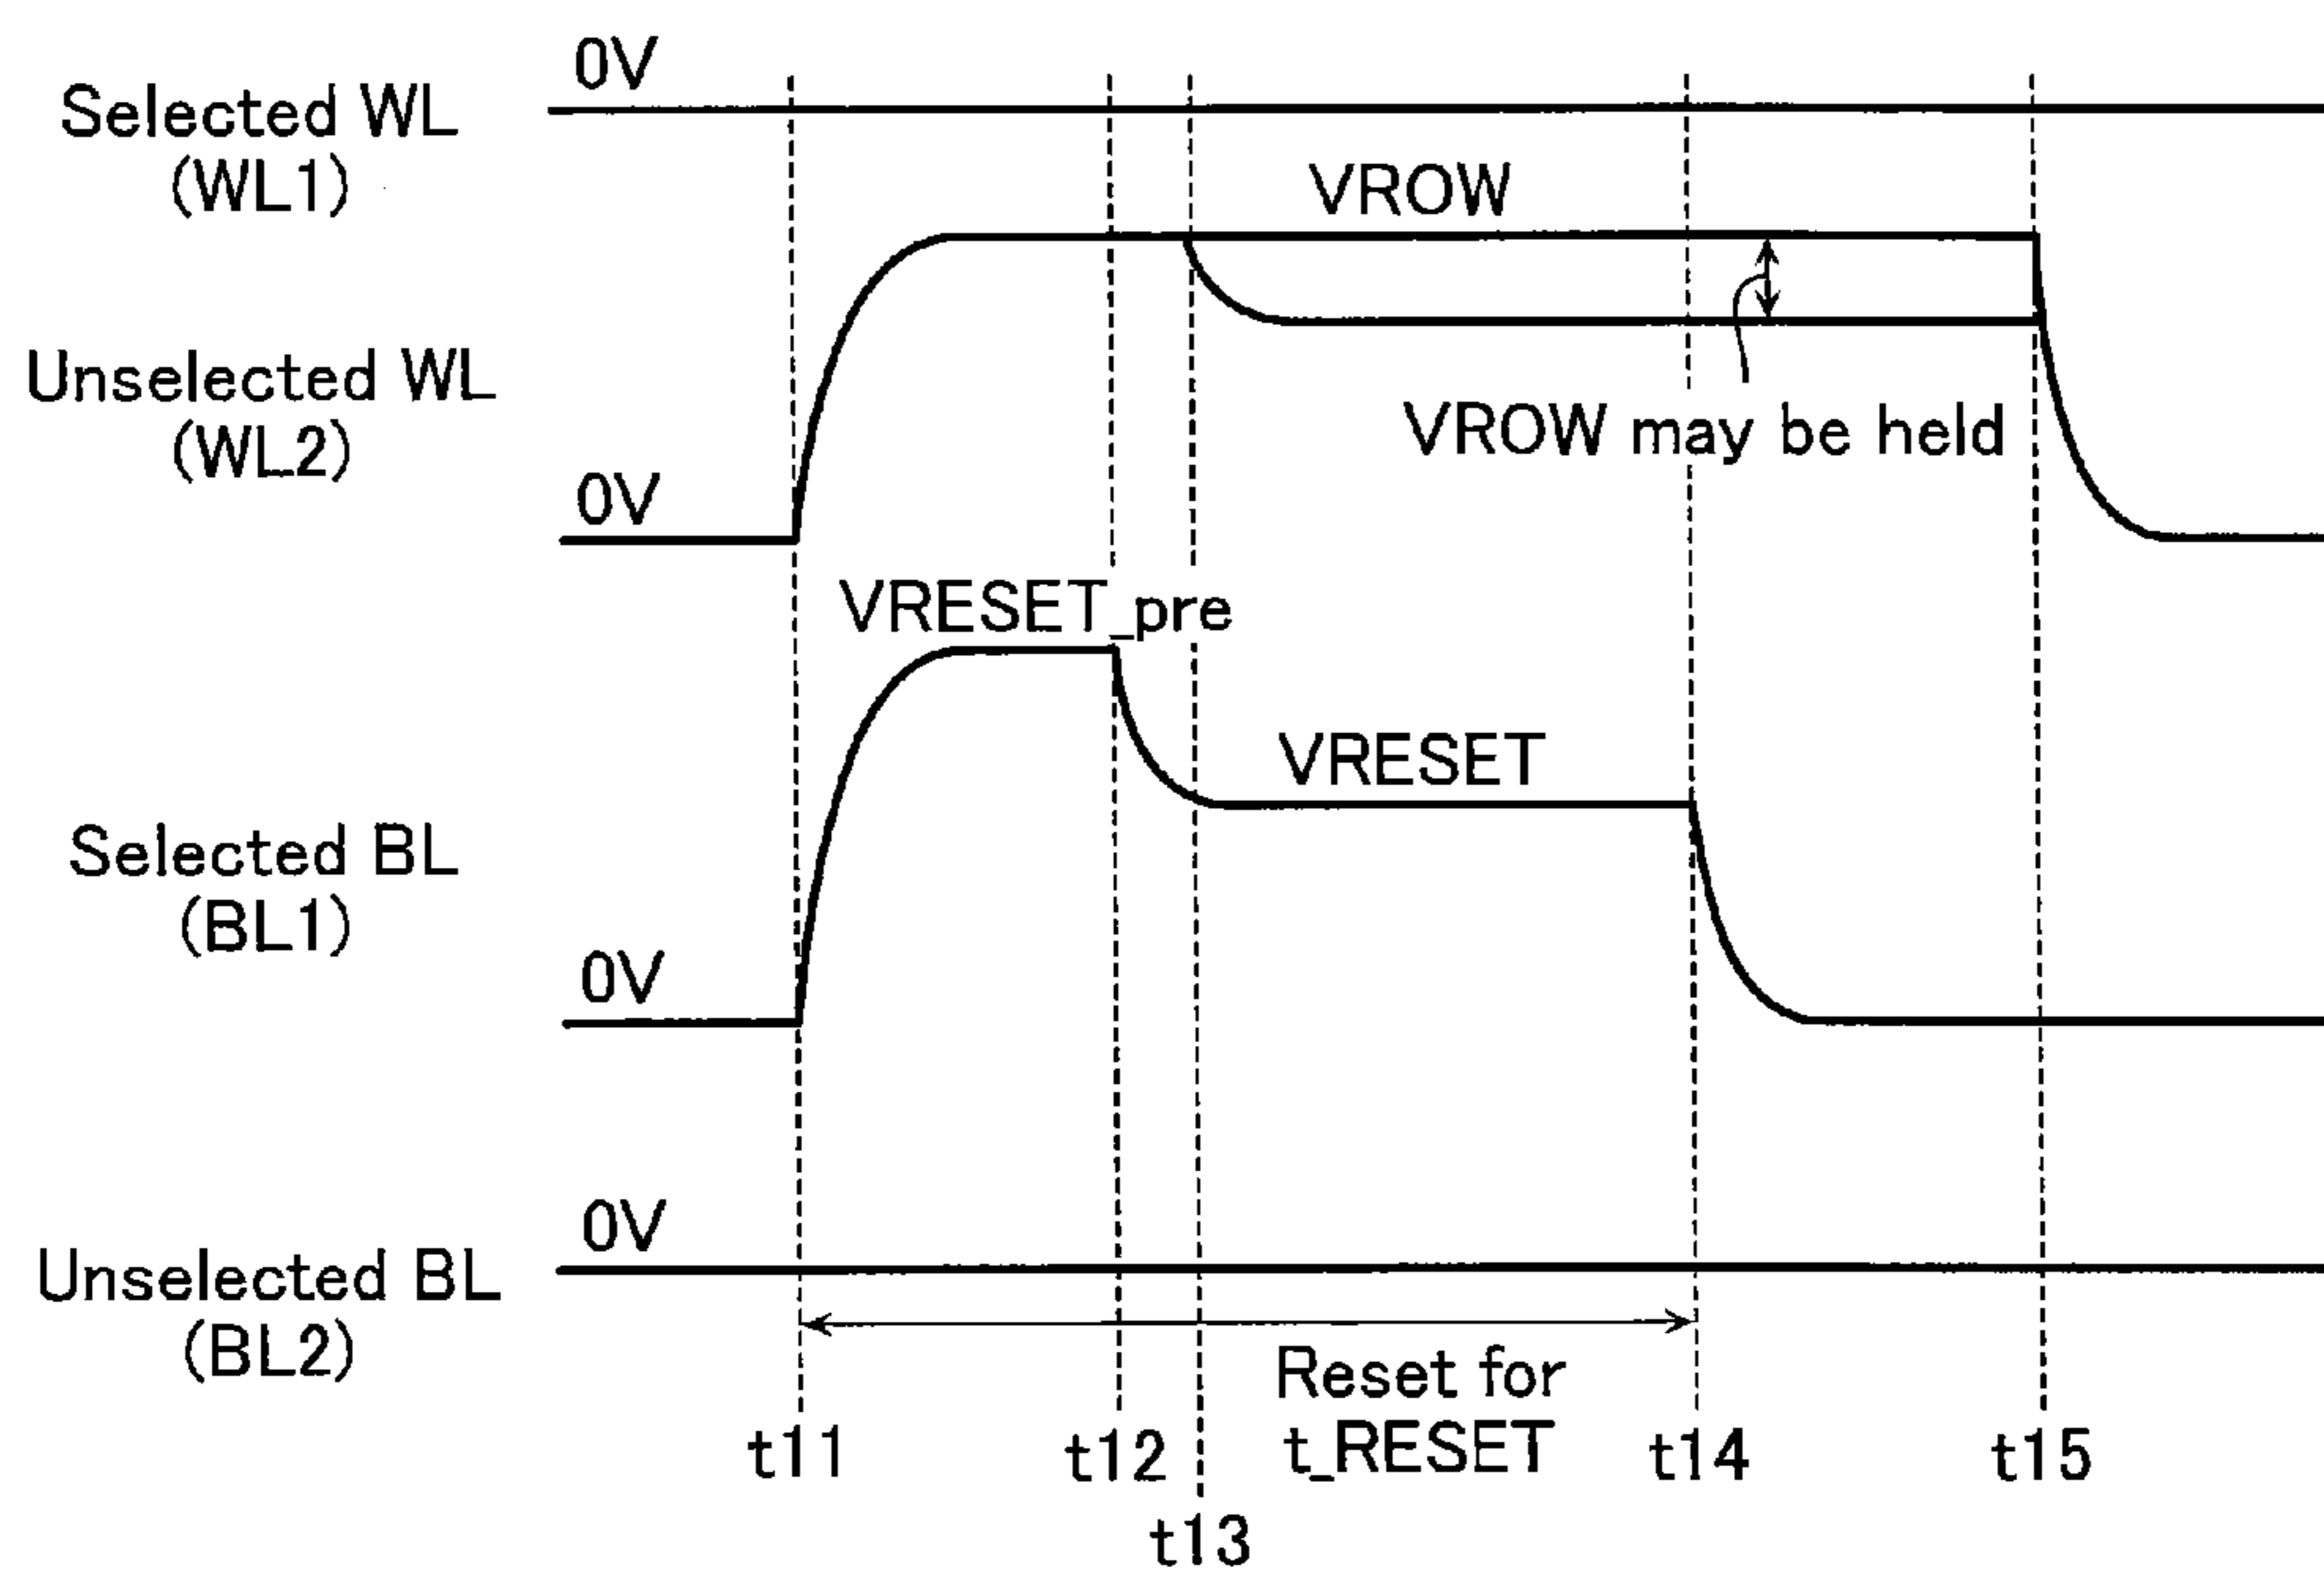 0V
Selected WL
(WL1)
VROW
Unselected WL
(WL2)
VROW may be held
0V
VRESET_pre
VRESET
Selected BL
(BL1)
0V
0V
Unselected BL
(BL2)
Reset for
t_RESET
t11
t12
t14
t15
t13